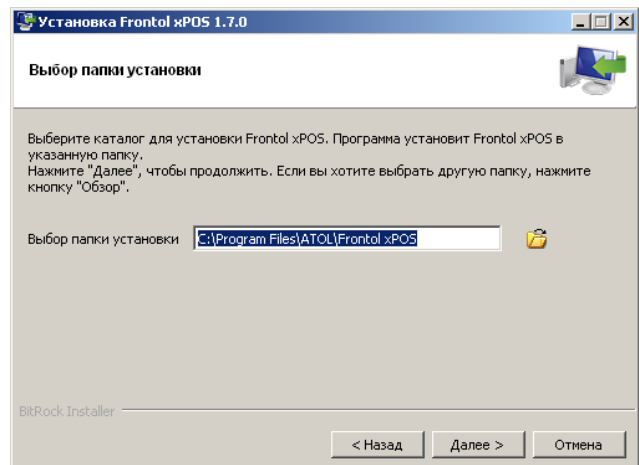 Установка Frontol xPOS 1.7.0
Выбор папки установки
Выберите каталог для установки Frontol xPOS. Программа установит Frontol xPOS в
указанную папку.
Нажмите "Далее", чтобы продолжить. Если вы хотите выбрать другую папку, нажмите
кнопку "Обзор".
Выбор папки установки C:\Program Files\ATOL\Frontol xPOS
BitRock Installer
< Назад Далее > Отмена